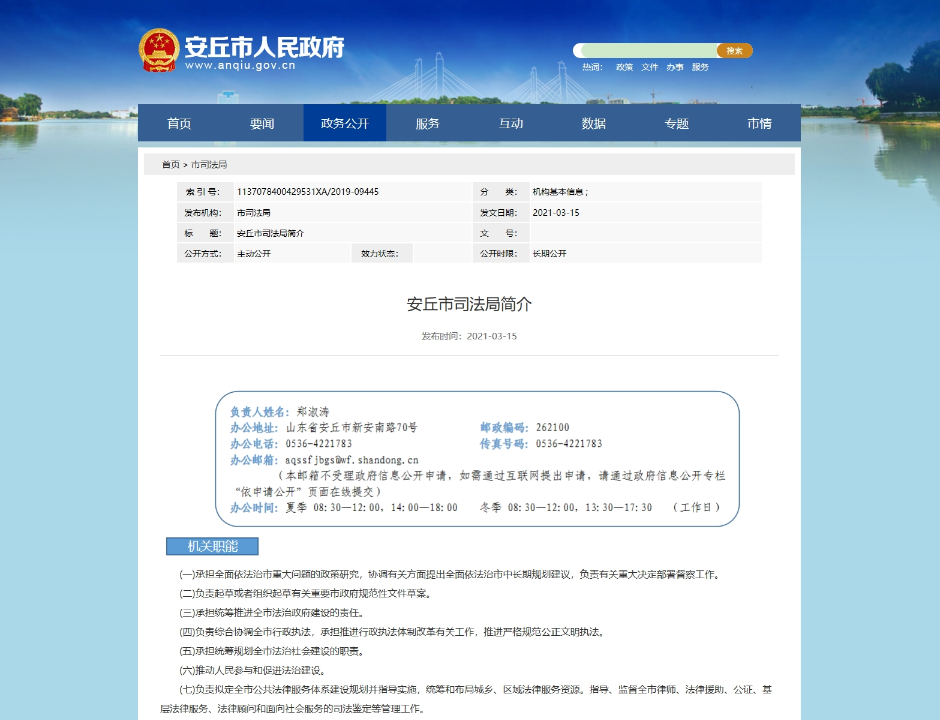 安丘市人民政府
www.anqiu.gov.cn
搜索
热词： 政策 文件 办事 服务
首页 要闻 政务公开 服务 互动 数据 专题 市情
首页 > 市司法局
索 引 号： 1137078400429531XA/2019-09445 分 类： 机构基本信息 ;
发布机构： 市司法局 发文日期： 2021-03-15
标 题： 安丘市司法局简介 文 号：
公开方式： 主动公开 效力状态： 公开时限： 长期公开
安丘市司法局简介
发布时间：2021-03-15
负责人姓名：郑淑涛
办公地址：山东省安丘市新安南路70号 邮政编码：262100
办公电话：0536-4221783 传真号码：0536-4221783
办公邮箱：aqssfjbgs@wf.shandong.cn
（本邮箱不受理政府信息公开申请，如需通过互联网提出申请，请通过政府信息公开专栏
“依申请公开”页面在线提交）
办公时间：夏季 08:30—12:00，14:00—18:00 冬季 08:30—12:00，13:30—17:30 （工作日）
机关职能
(一)承担全面依法治市重大问题的政策研究，协调有关方面提出全面依法治市中长期规划建议，负责有关重大决定部署督察工作。
(二)负责起草或者组织起草有关重要市政府规范性文件草案。
(三)承担统筹推进全市法治政府建设的责任。
(四)负责综合协调全市行政执法，承担推进行政执法体制改革有关工作，推进严格规范公正文明执法。
(五)承担统筹规划全市法治社会建设的职责。
(六)推动人民参与和促进法治建设。
(七)负责拟定全市公共法律服务体系建设规划并指导实施，统筹和布局城乡、区域法律服务资源。指导、监督全市律师、法律援助、公证、基
层法律服务、法律顾问和面向社会服务的司法鉴定等管理工作。